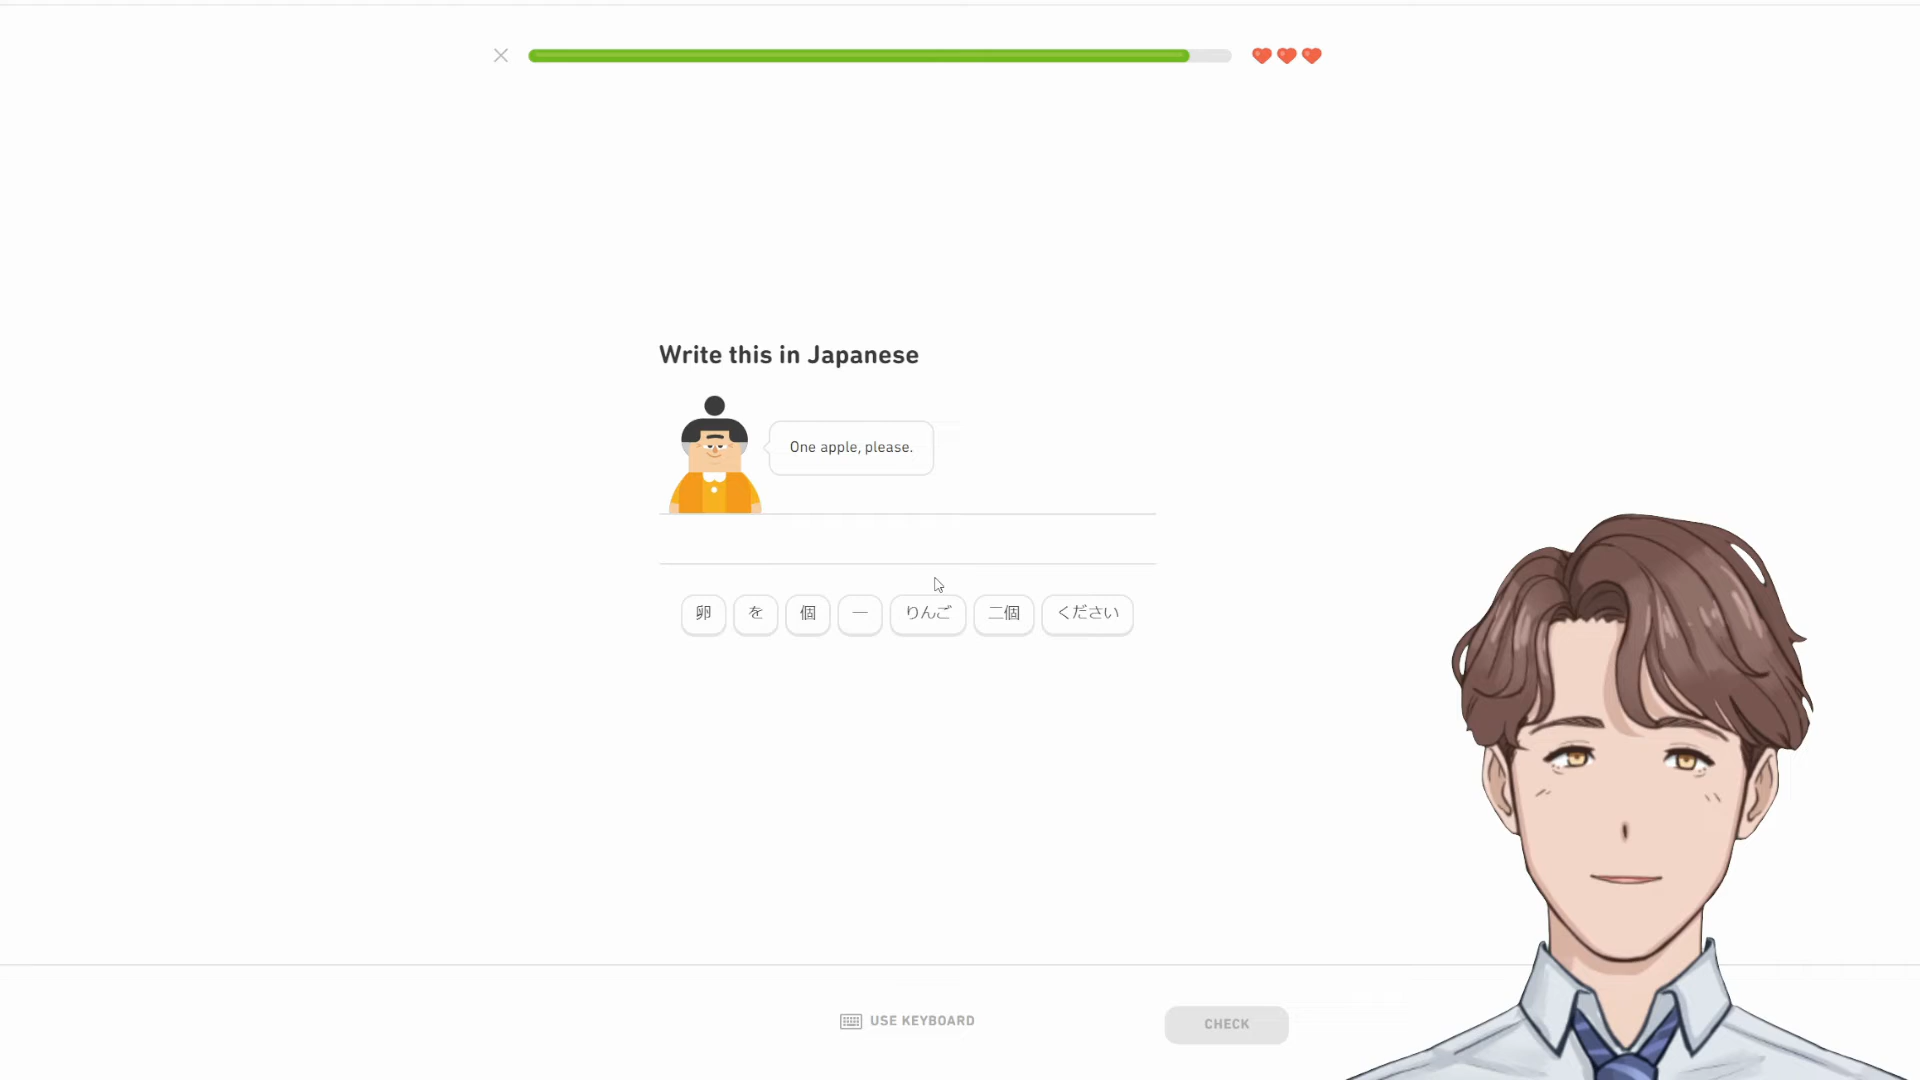 Write this in Japanese
One apple, please.
卵 を 個 一 りんご 二個 ください
USE KEYBOARD
CHECK